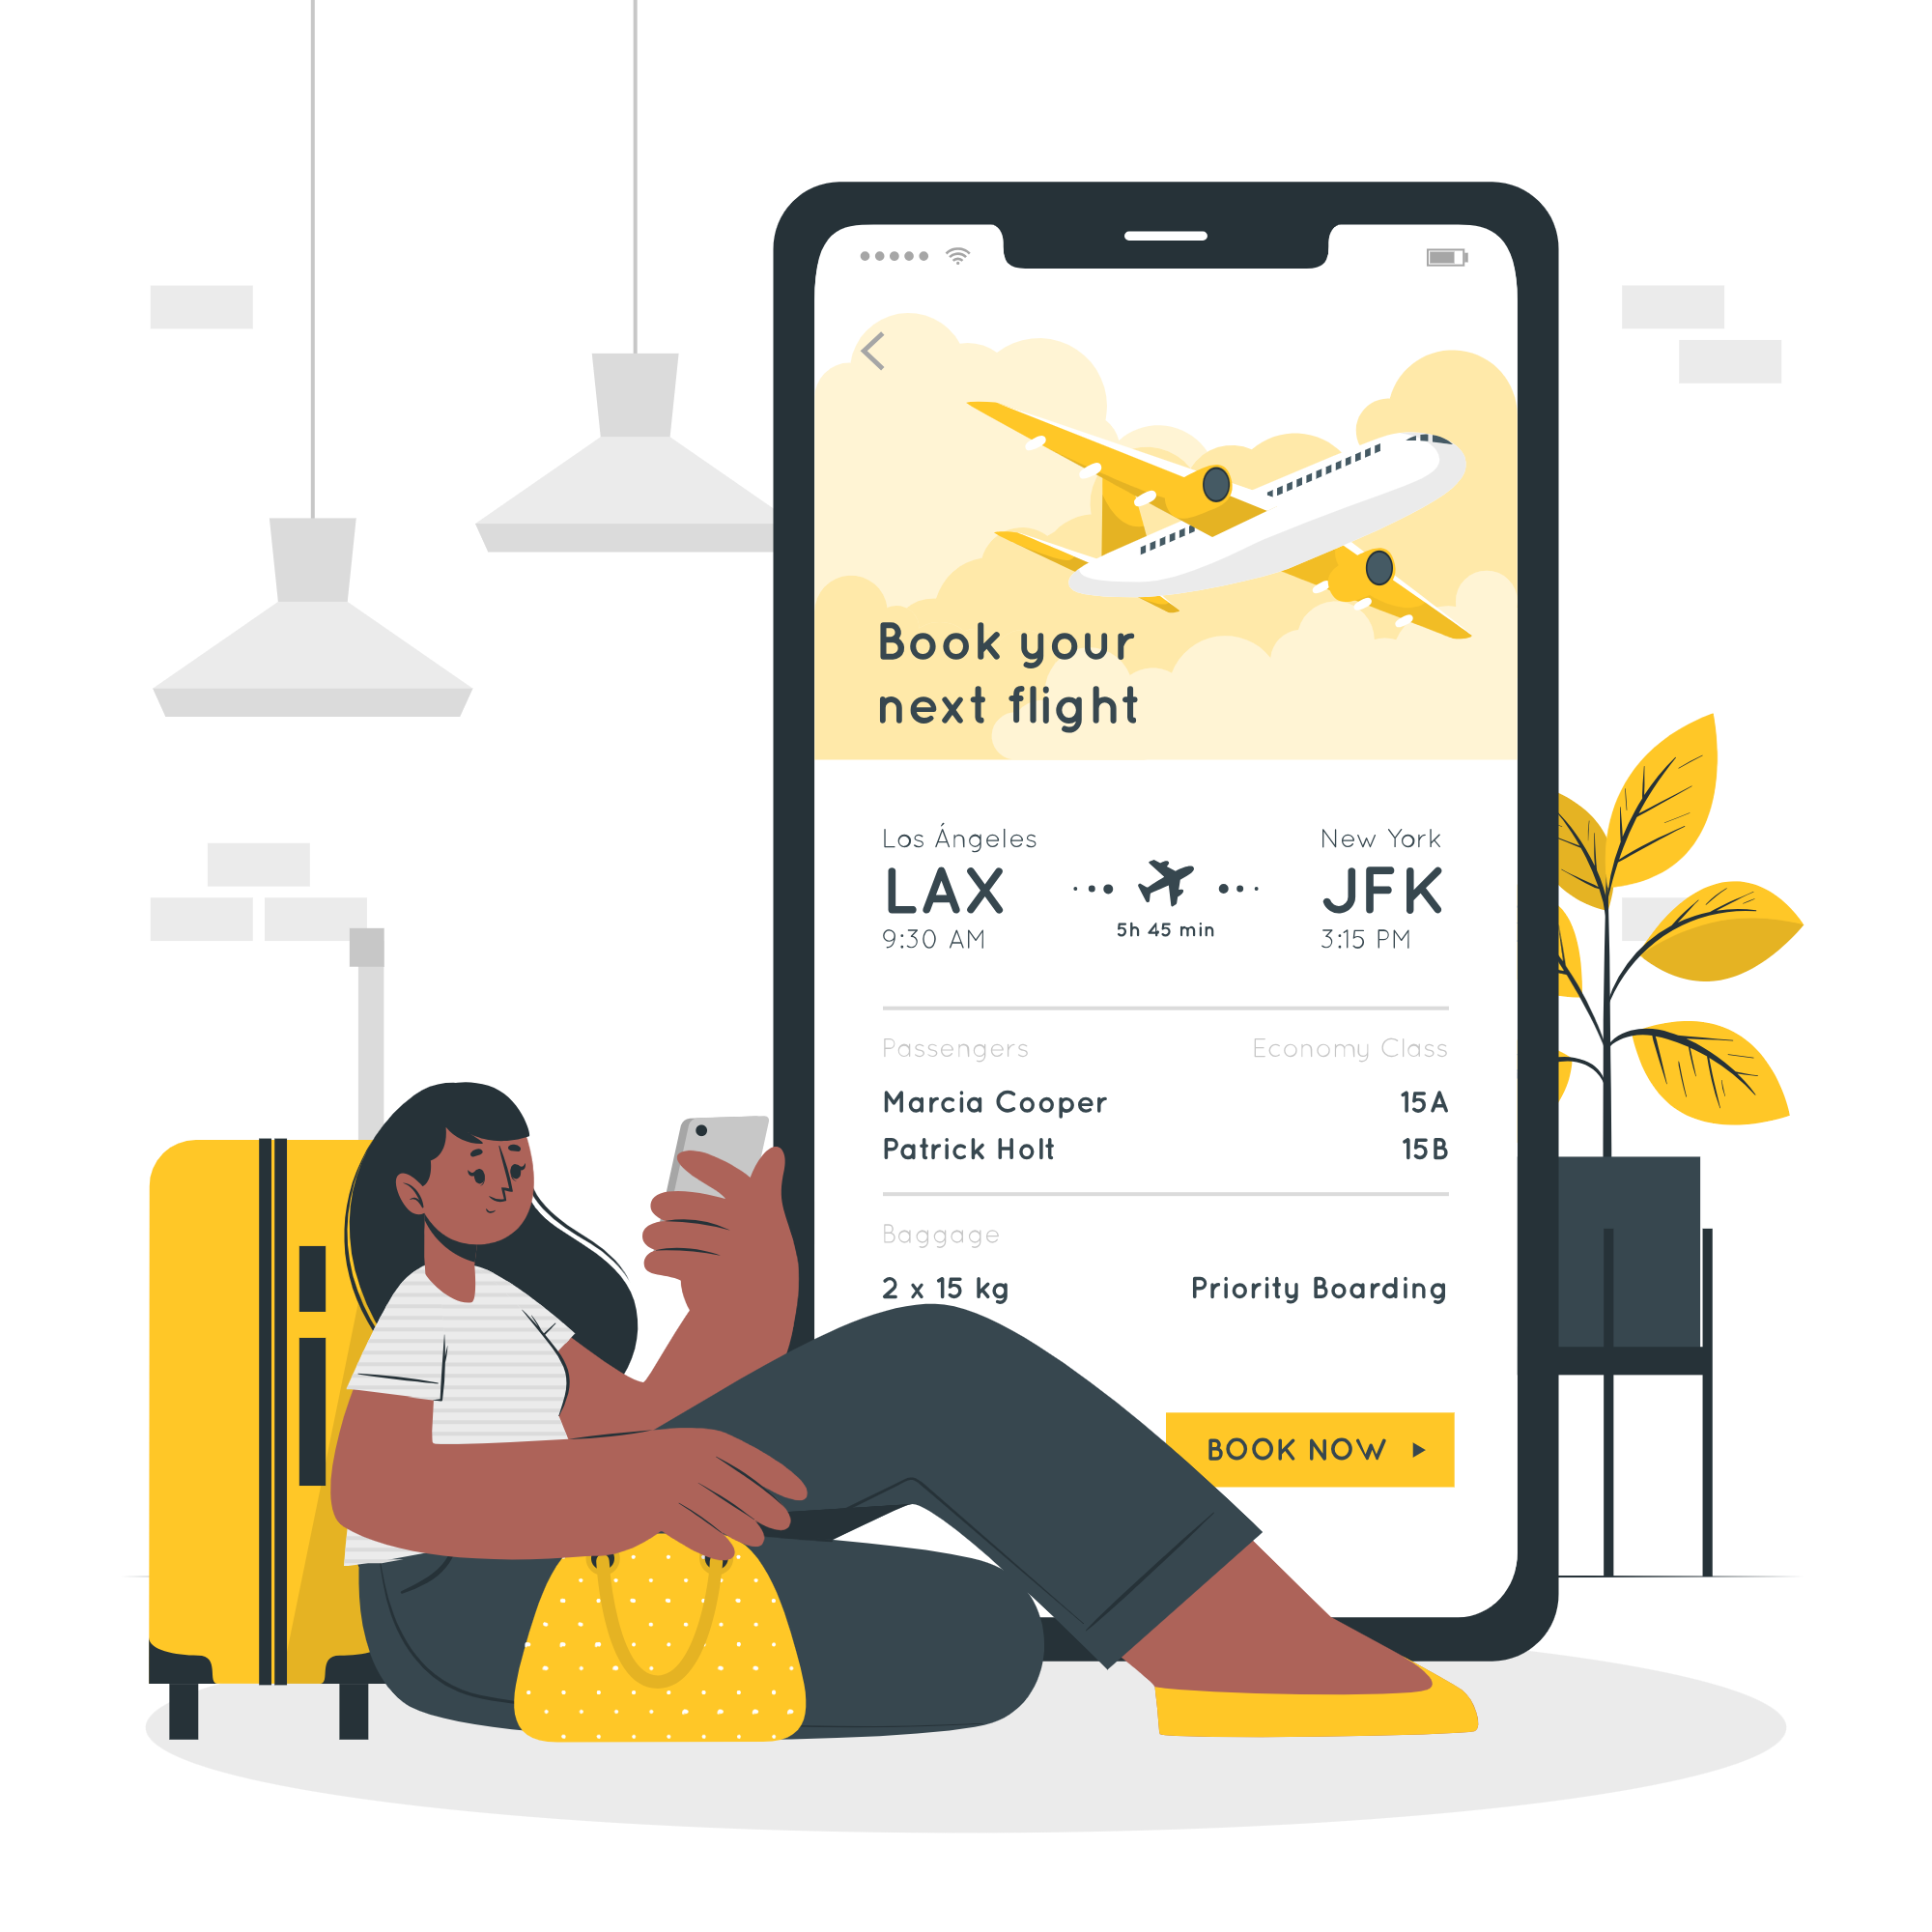 Book your
next flight
Los Ángeles
New York
LAX
JFK
9:30 AM
5h 45 min
3:15 PM
Passengers
Economy Class
Marcia Cooper
15A
Patrick Holt
15B
Baggage
2 x 15 kg
Priority Boarding
BOOK NOW